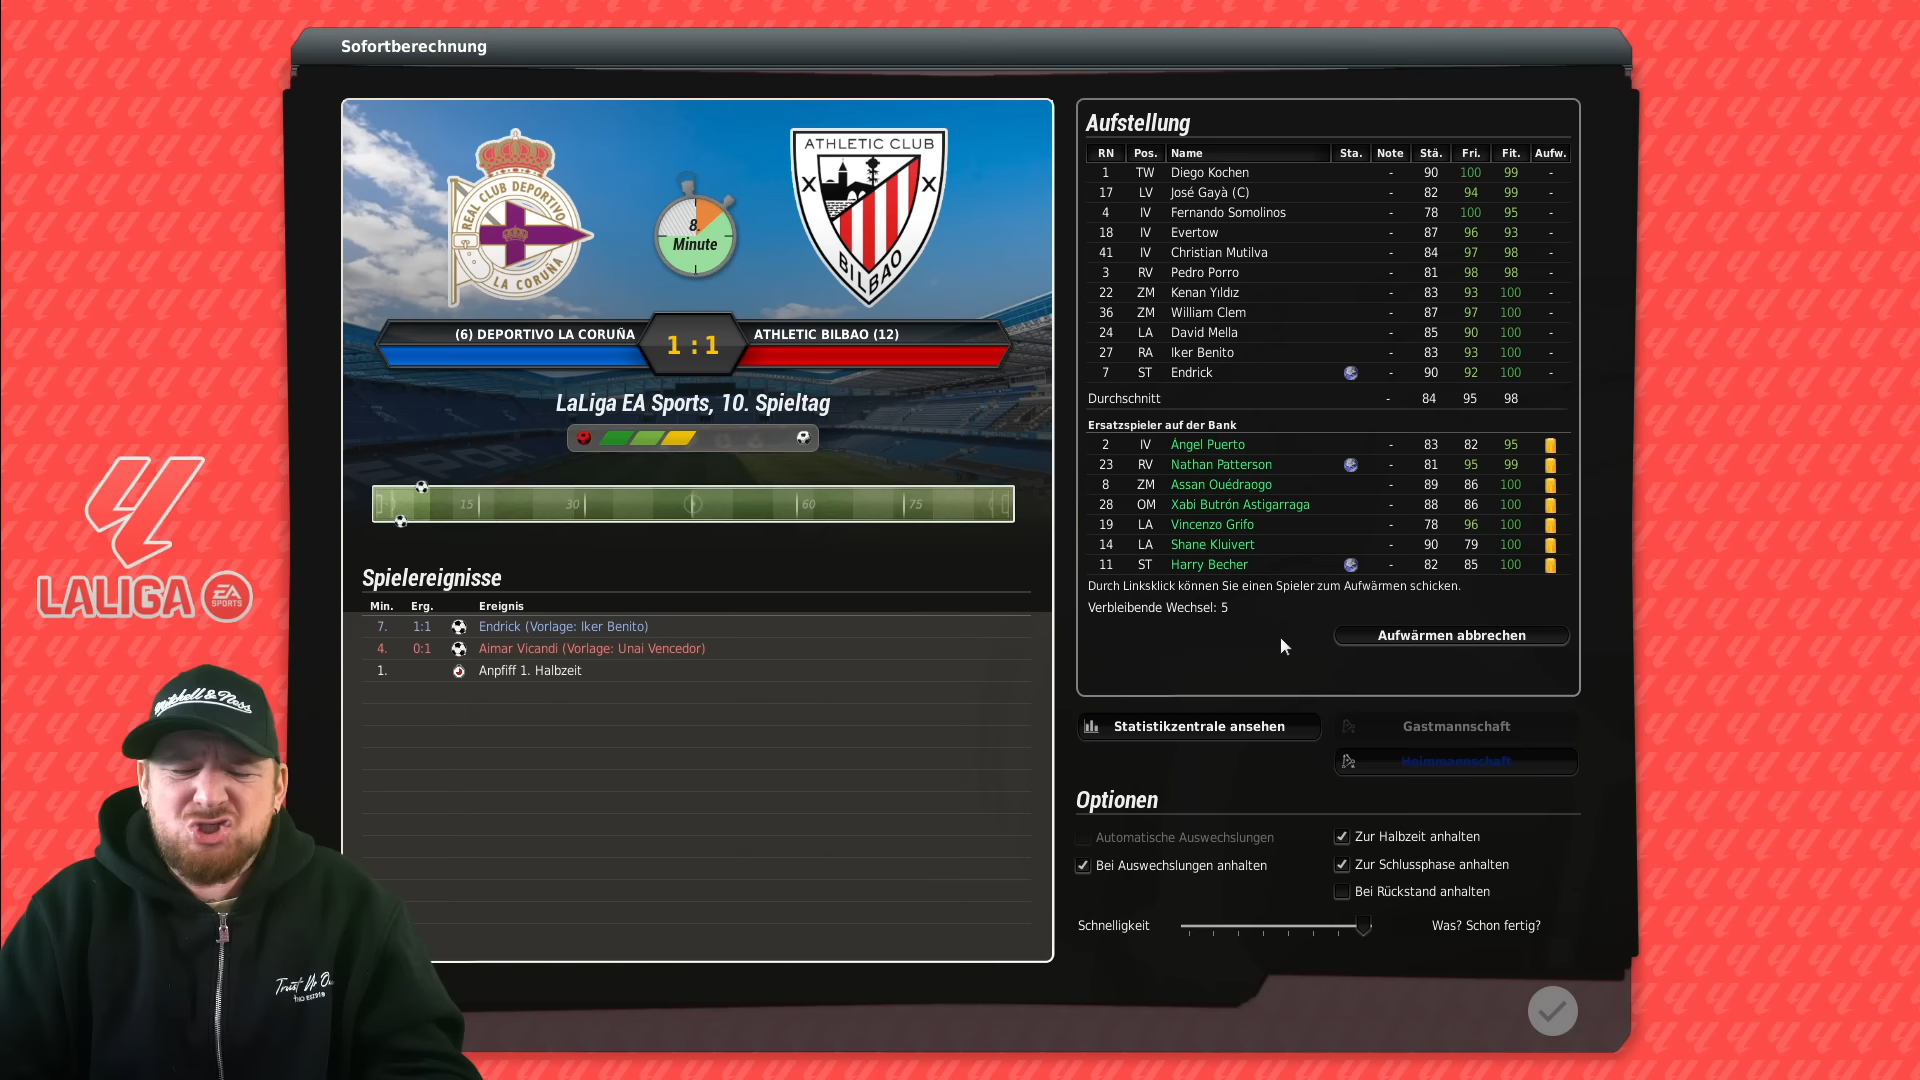 Sofortberechnung
REAL CLUB DEPORTIVO
LA CORUÑA
8.
Minute
ATHLETIC CLUB
BILBAO
(6) DEPORTIVO LA CORUÑA
1 : 1
ATHLETIC BILBAO (12)
LaLiga EA Sports, 10. Spieltag
15 30 60 75
Spielereignisse
Min. Erg. Ereignis
7. 1:1 Endrick (Vorlage: Iker Benito)
4. 0:1 Aimar Vicandi (Vorlage: Unai Vencedor)
1. Anpfiff 1. Halbzeit
Aufstellung
RN Pos. Name Sta. Note Stä. Fri. Fit. Aufw.
1 TW Diego Kochen - 90 100 99 -
17 LV José Gayà (C) - 82 94 99 -
4 IV Fernando Somolinos - 78 100 95 -
18 IV Evertow - 87 96 93 -
41 IV Christian Mutilva - 84 97 98 -
3 RV Pedro Porro - 81 98 98 -
22 ZM Kenan Yıldız - 83 93 100 -
36 ZM William Clem - 87 97 100 -
24 LA David Mella - 85 90 100 -
27 RA Iker Benito - 83 93 100 -
7 ST Endrick - 90 92 100 -
Durchschnitt - 84 95 98
Ersatzspieler auf der Bank
2 IV Ángel Puerto - 83 82 95
23 RV Nathan Patterson - 81 95 99
8 ZM Assan Ouédraogo - 89 86 100
28 OM Xabi Butrón Astigarraga - 88 86 100
19 LA Vincenzo Grifo - 78 96 100
14 LA Shane Kluivert - 90 79 100
11 ST Harry Becher - 82 85 100
Durch Linksklick können Sie einen Spieler zum Aufwärmen schicken.
Verbleibende Wechsel: 5
Aufwärmen abbrechen
Statistikzentrale ansehen
Gastmannschaft
Heimmannschaft
Optionen
Automatische Auswechslungen
Zur Halbzeit anhalten
Bei Auswechslungen anhalten
Zur Schlussphase anhalten
Bei Rückstand anhalten
Schnelligkeit
Was? Schon fertig?
LALIGA
EA
SPORTS
Mitchell & Ness